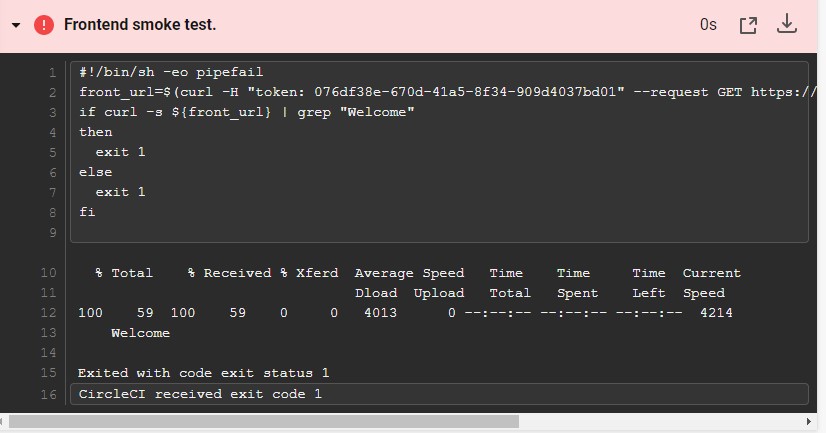 Frontend smoke test.
0s
1 #!/bin/sh -eo pipefail
2 front_url=$(curl -H "token: 076df38e-670d-41a5-8f34-909d4037bd01" --request GET https://
3 if curl -s ${front_url} | grep "Welcome"
4 then
5   exit 1
6 else
7   exit 1
8 fi
9
10   % Total    % Received % Xferd  Average Speed   Time    Time     Time  Current
11                                  Dload  Upload   Total   Spent    Left  Speed
12 100    59  100    59    0     0   4013      0 --:--:-- --:--:-- --:--:--  4214
13     Welcome
14
15 Exited with code exit status 1
16 CircleCI received exit code 1